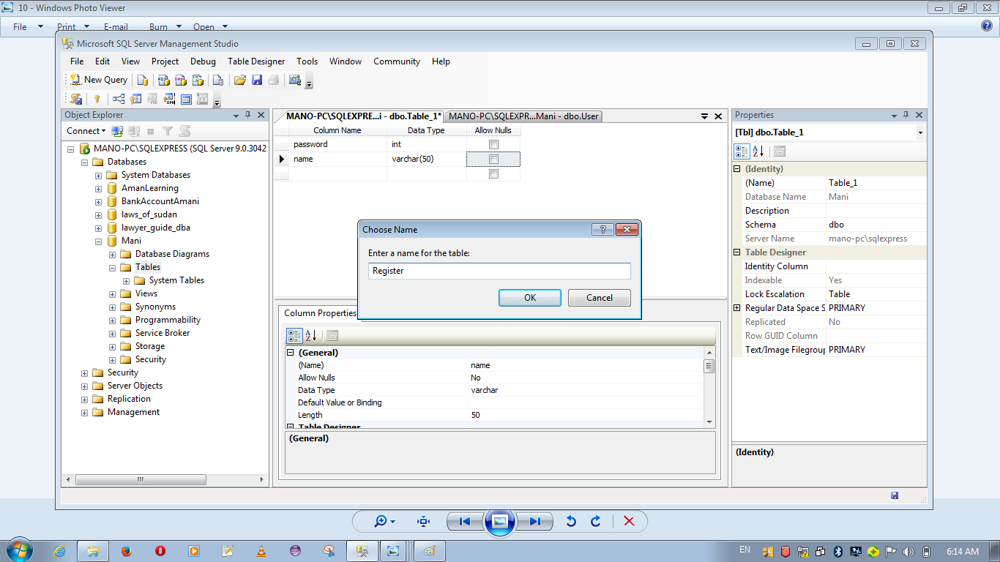 10 - Windows Photo Viewer
File Print E-mail Burn Open
Microsoft SQL Server Management Studio
File Edit View Project Debug Table Designer Tools Window Community Help
New Query
Object Explorer
Connect
MANO-PC\SQLEXPRESS (SQL Server 9.0.3042
Databases
System Databases
AmanLearning
BankAccountAmani
laws_of_sudan
lawyer_guide_dba
Mani
Database Diagrams
Tables
System Tables
Views
Synonyms
Programmability
Service Broker
Storage
Security
Security
Server Objects
Replication
Management
MANO-PC\SQLEXPRE...i - dbo.Table_1* MANO-PC\SQLEXPR...Mani - dbo.User
Column Name Data Type Allow Nulls
password int
name varchar(50)
Choose Name
Enter a name for the table:
Register
OK Cancel
Column Properties
(General)
(Name) name
Allow Nulls No
Data Type varchar
Default Value or Binding
Length 50
Table Designer
(General)
Properties
[Tbl] dbo.Table_1
(Identity)
(Name) Table_1
Database Name Mani
Description
Schema dbo
Server Name mano-pc\sqlexpress
Table Designer
Identity Column
Indexable Yes
Lock Escalation Table
Regular Data Space S PRIMARY
Replicated No
Row GUID Column
Text/Image Filegroup PRIMARY
(Identity)
EN 6:14 AM